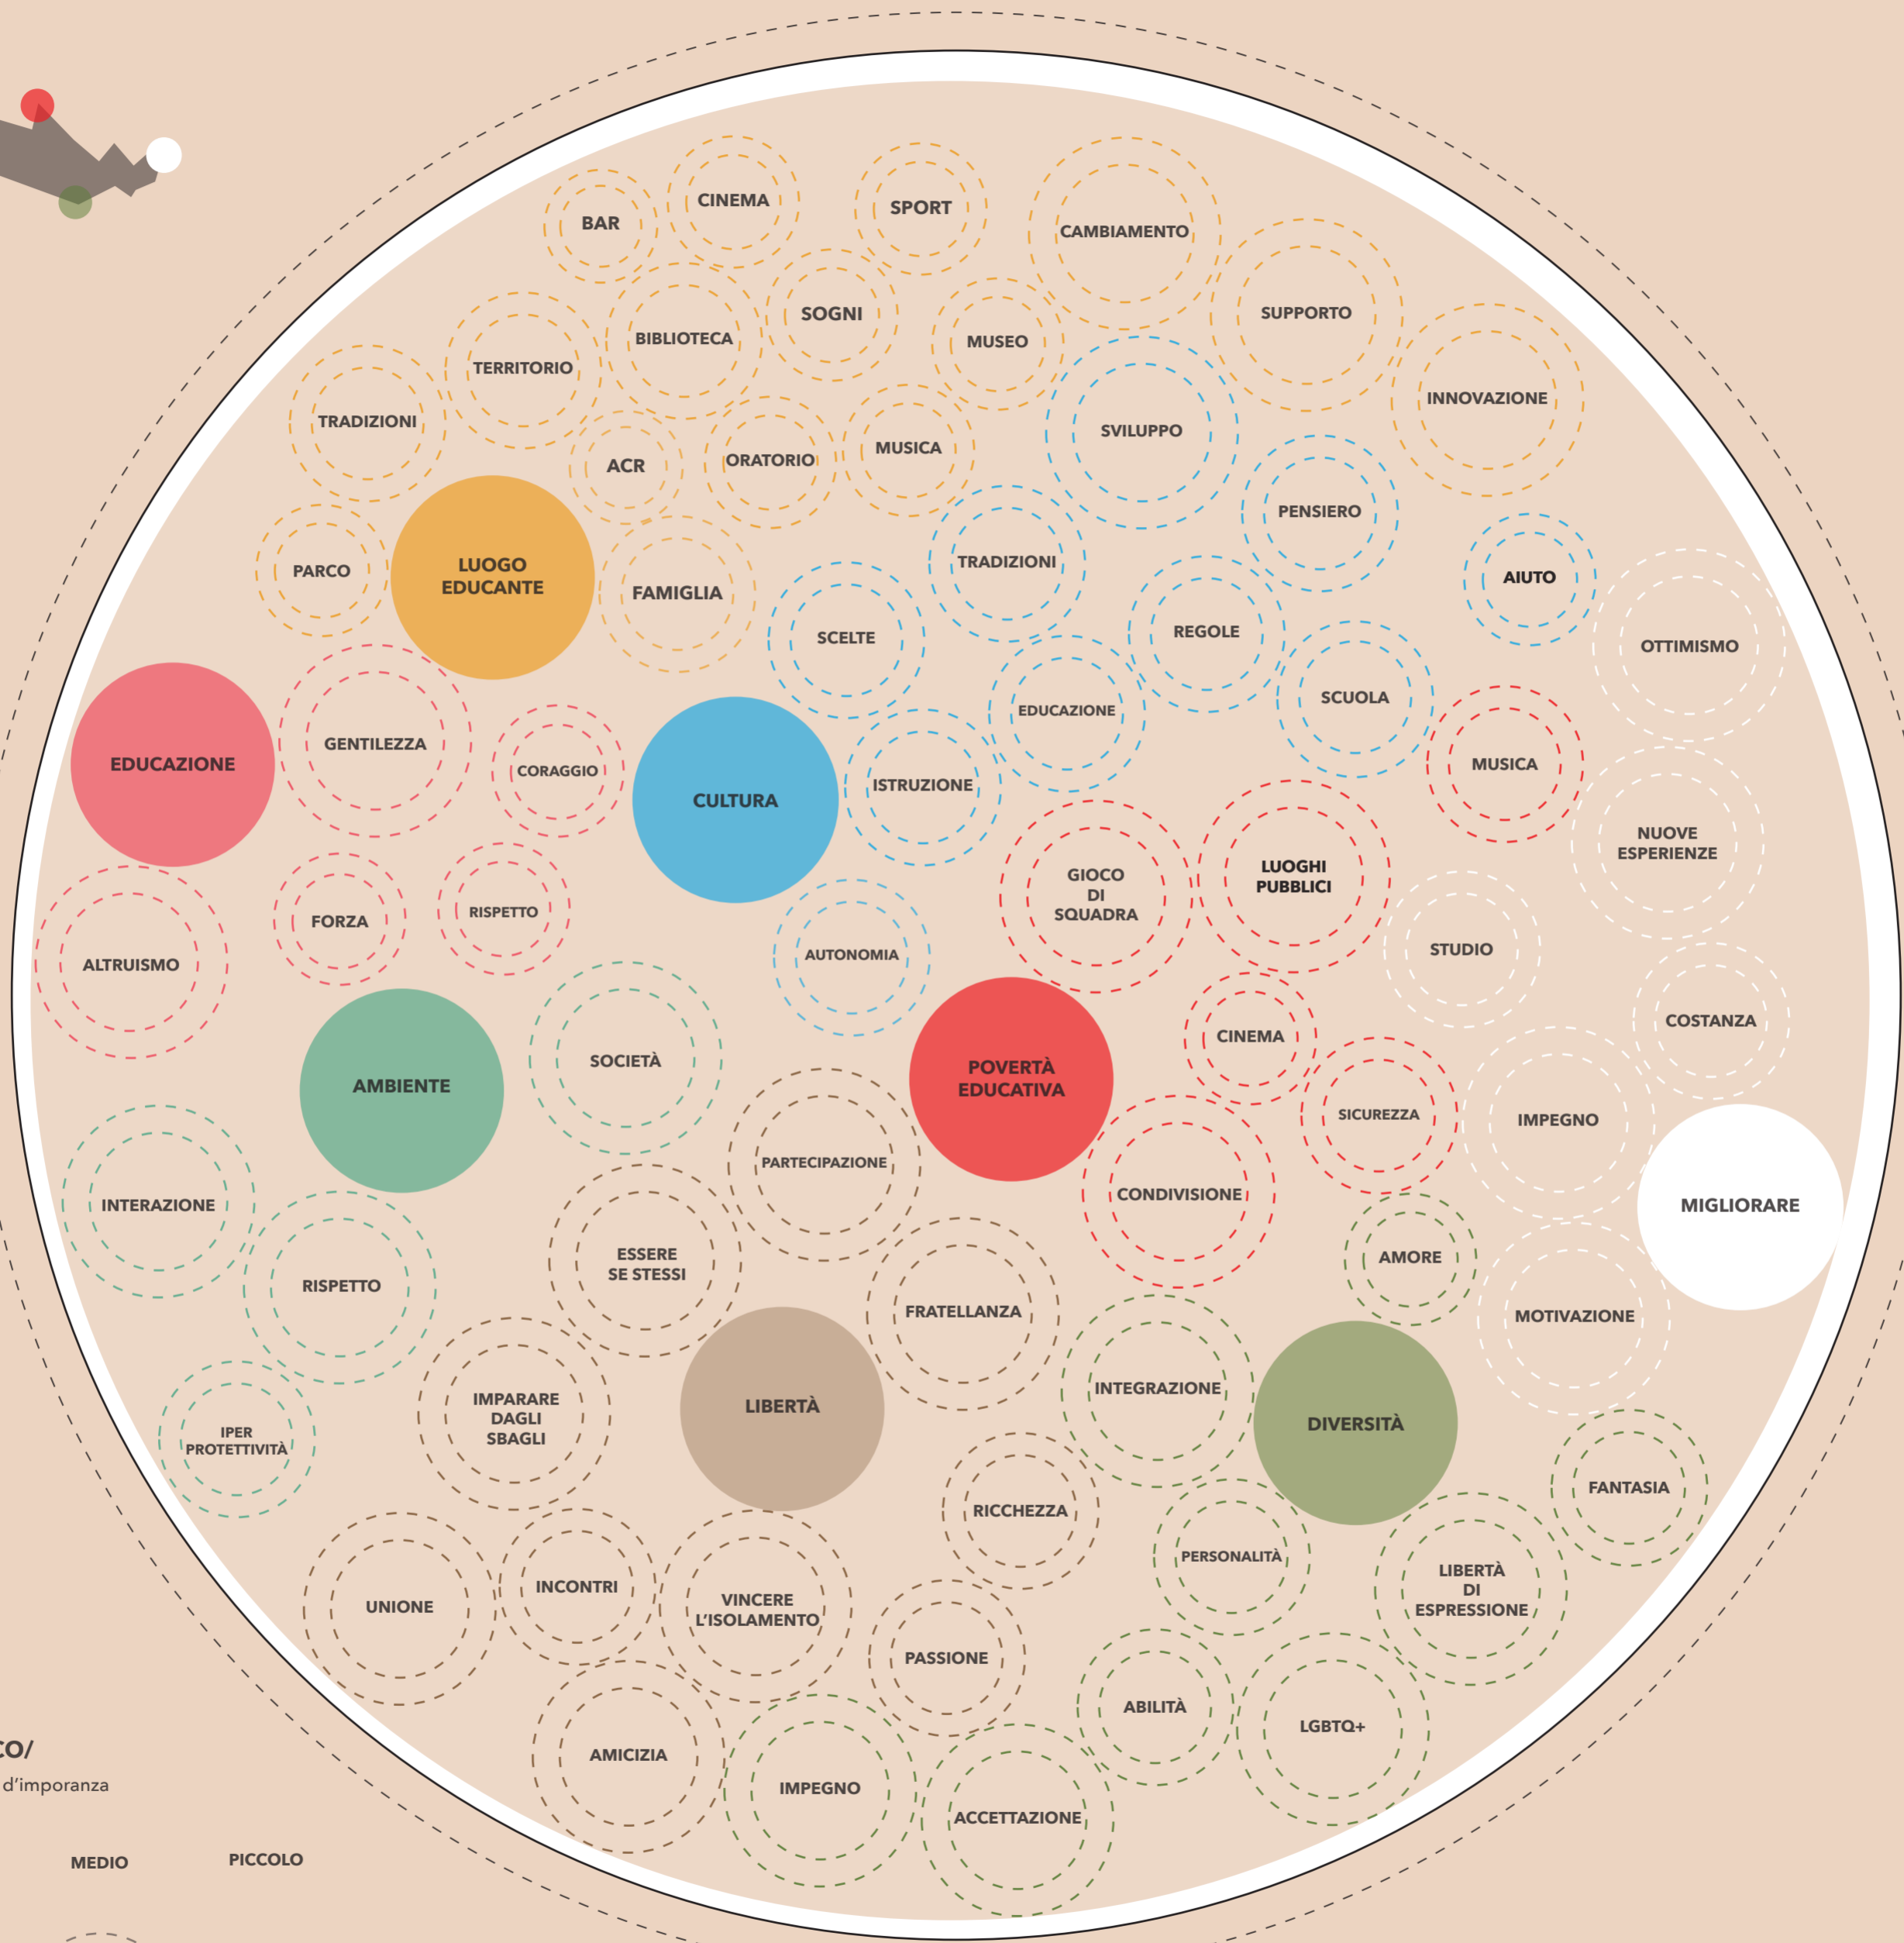 CINEMA
SPORT
BAR
CAMBIAMENTO
SOGNI
SUPPORTO
BIBLIOTECA
MUSEO
TERRITORIO
INNOVAZIONE
TRADIZIONI
SVILUPPO
MUSICA
ORATORIO
ACR
PENSIERO
TRADIZIONI
PARCO
LUOGO
EDUCANTE
AIUTO
FAMIGLIA
REGOLE
SCELTE
OTTIMISMO
SCUOLA
EDUCAZIONE
GENTILEZZA
EDUCAZIONE
MUSICA
CORAGGIO
ISTRUZIONE
CULTURA
NUOVE
ESPERIENZE
LUOGHI
PUBBLICI
GIOCO
DI
SQUADRA
RISPETTO
FORZA
STUDIO
AUTONOMIA
ALTRUISMO
COSTANZA
CINEMA
SOCIETÀ
POVERTÀ
EDUCATIVA
AMBIENTE
SICUREZZA
IMPEGNO
PARTECIPAZIONE
CONDIVISIONE
INTERAZIONE
MIGLIORARE
AMORE
ESSERE
SE STESSI
RISPETTO
FRATELLANZA
MOTIVAZIONE
INTEGRAZIONE
IMPARARE
DAGLI
SBAGLI
LIBERTÀ
DIVERSITÀ
IPER
PROTETTIVITÀ
FANTASIA
RICCHEZZA
PERSONALITÀ
LIBERTÀ
DI
ESPRESSIONE
INCONTRI
UNIONE
VINCERE
L'ISOLAMENTO
PASSIONE
ABILITÀ
LGBTQ+
AMICIZIA
IMPEGNO
ACCETTAZIONE
CO/
d'imporanza
MEDIO
PICCOLO